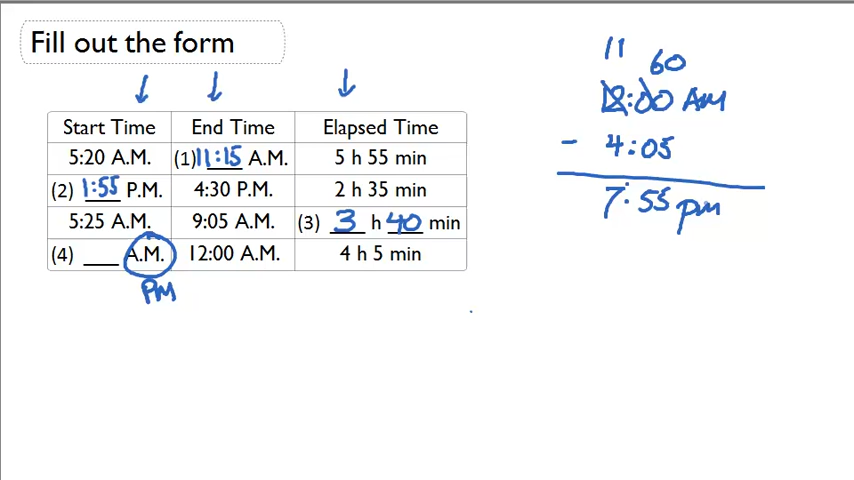 Fill out the form
Start Time End Time Elapsed Time
5:20 A.M. (1) 11:15 A.M. 5 h 55 min
(2) 1:55 P.M. 4:30 P.M. 2 h 35 min
5:25 A.M. 9:05 A.M. (3) 3 h 40 min
(4) ____ A.M. 12:00 A.M. 4 h 5 min
PM
11 60
12:00 AM
- 4:05
7:55 pm